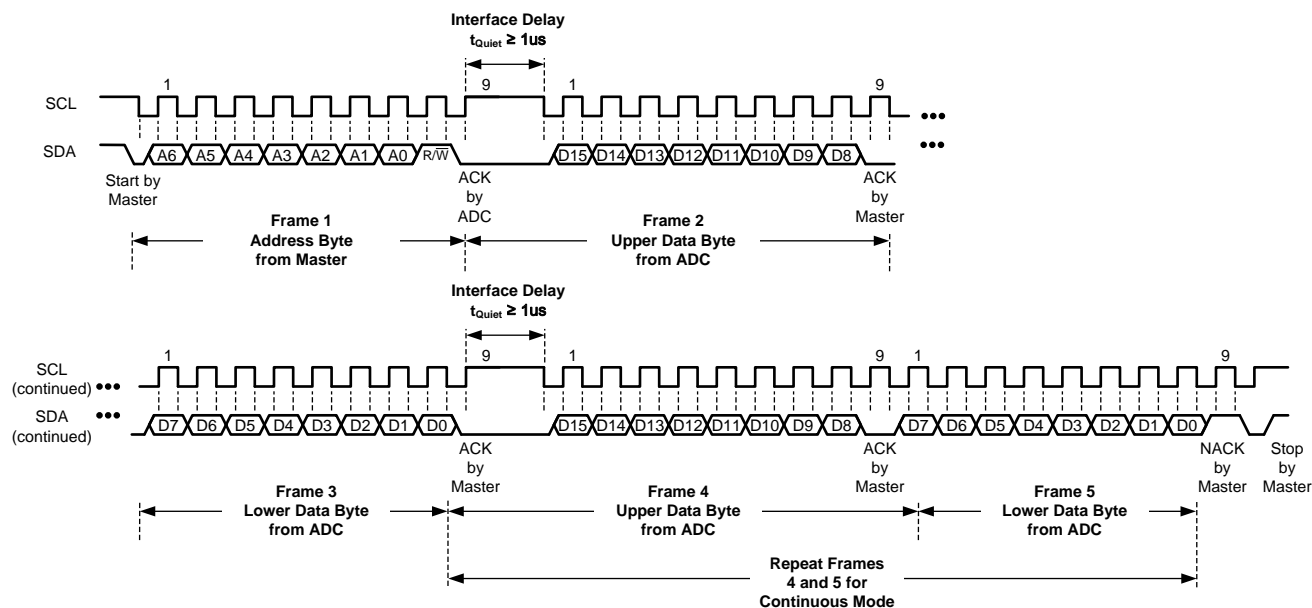 Interface Delay
tQuiet ≥ 1us
1 9 1 9
SCL
SDA
A6 A5 A4 A3 A2 A1 A0 R/W̅ D15 D14 D13 D12 D11 D10 D9 D8
Start by
Master
ACK
by
ADC
ACK
by
Master
Frame 1
Address Byte
from Master
Frame 2
Upper Data Byte
from ADC
Interface Delay
tQuiet ≥ 1us
1 9 1 9 1 9
SCL
(continued)
SDA
(continued)
D7 D6 D5 D4 D3 D2 D1 D0 D15 D14 D13 D12 D11 D10 D9 D8 D7 D6 D5 D4 D3 D2 D1 D0
ACK
by
Master
ACK
by
Master
NACK
by
Master
Stop
by
Master
Frame 3
Lower Data Byte
from ADC
Frame 4
Upper Data Byte
from ADC
Frame 5
Lower Data Byte
from ADC
Repeat Frames
4 and 5 for
Continuous Mode